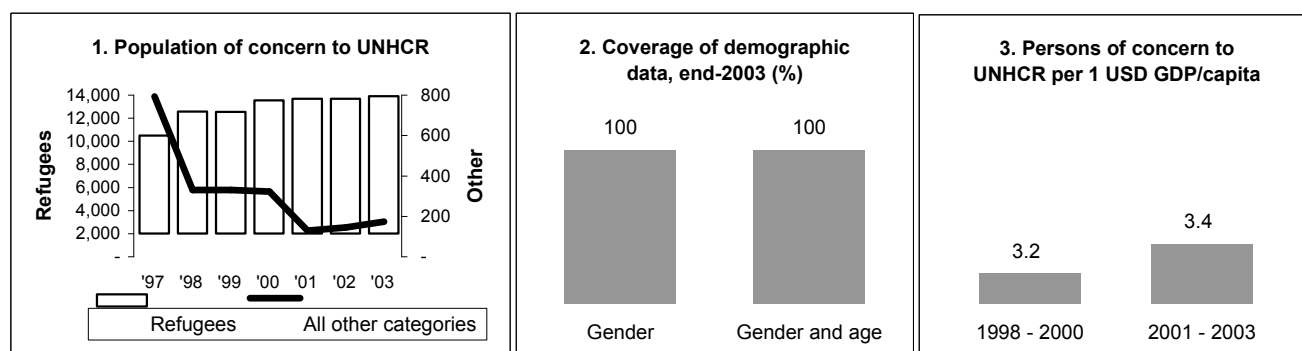 1. Population of concern to UNHCR
Refugees
14,000
12,000
10,000
8,000
6,000
4,000
2,000
-
800
600
400
200
-
Other
'97 '98 '99 '00 '01 '02 '03
Refugees All other categories
2. Coverage of demographic
data, end-2003 (%)
100 100
Gender Gender and age
3. Persons of concern to
UNHCR per 1 USD GDP/capita
3.2
3.4
1998 - 2000 2001 - 2003